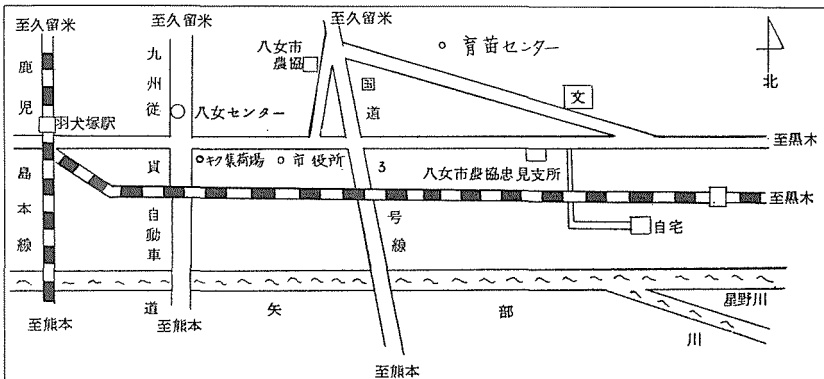 至久留米
至久留米
至久留米
鹿児島本線
九州従貫自動車道
八女市
農協
国道3号線
育苗センター
文
北
羽犬塚駅
八女センター
至黒木
キク集荷場
市役所
八女市農協忠見支所
至黒木
自宅
矢部川
星野川
至熊本
至熊本
至熊本